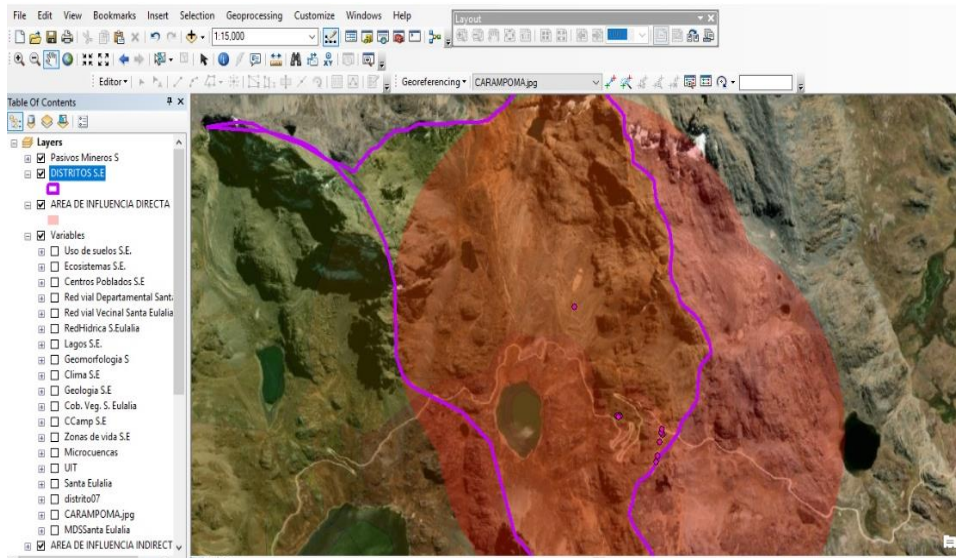 File Edit View Bookmarks Insert Selection Geoprocessing Customize Windows Help
Layout
1:15,000
Editor
Georeferencing CARAMPOMA.jpg
Table Of Contents
Layers
Pasivos Mineros S
DISTRITOS S.E
AREA DE INFLUENCIA DIRECTA
Variables
Uso de suelos S.E.
Ecosistemas S.E.
Centros Poblados S.E
Red vial Departamental Sant
Red vial Vecinal Santa Eulalia
RedHidrica S.Eulalia
Lagos S.E.
Geomorfologia S
Clima S.E
Geologia S.E
Cob. Veg. S. Eulalia
CCamp S.E
Zonas de vida S.E
Microcuencas
UIT
Santa Eulalia
distrito07
CARAMPOMA.jpg
MDSSanta Eulalia
AREA DE INFLUENCIA INDIRECT